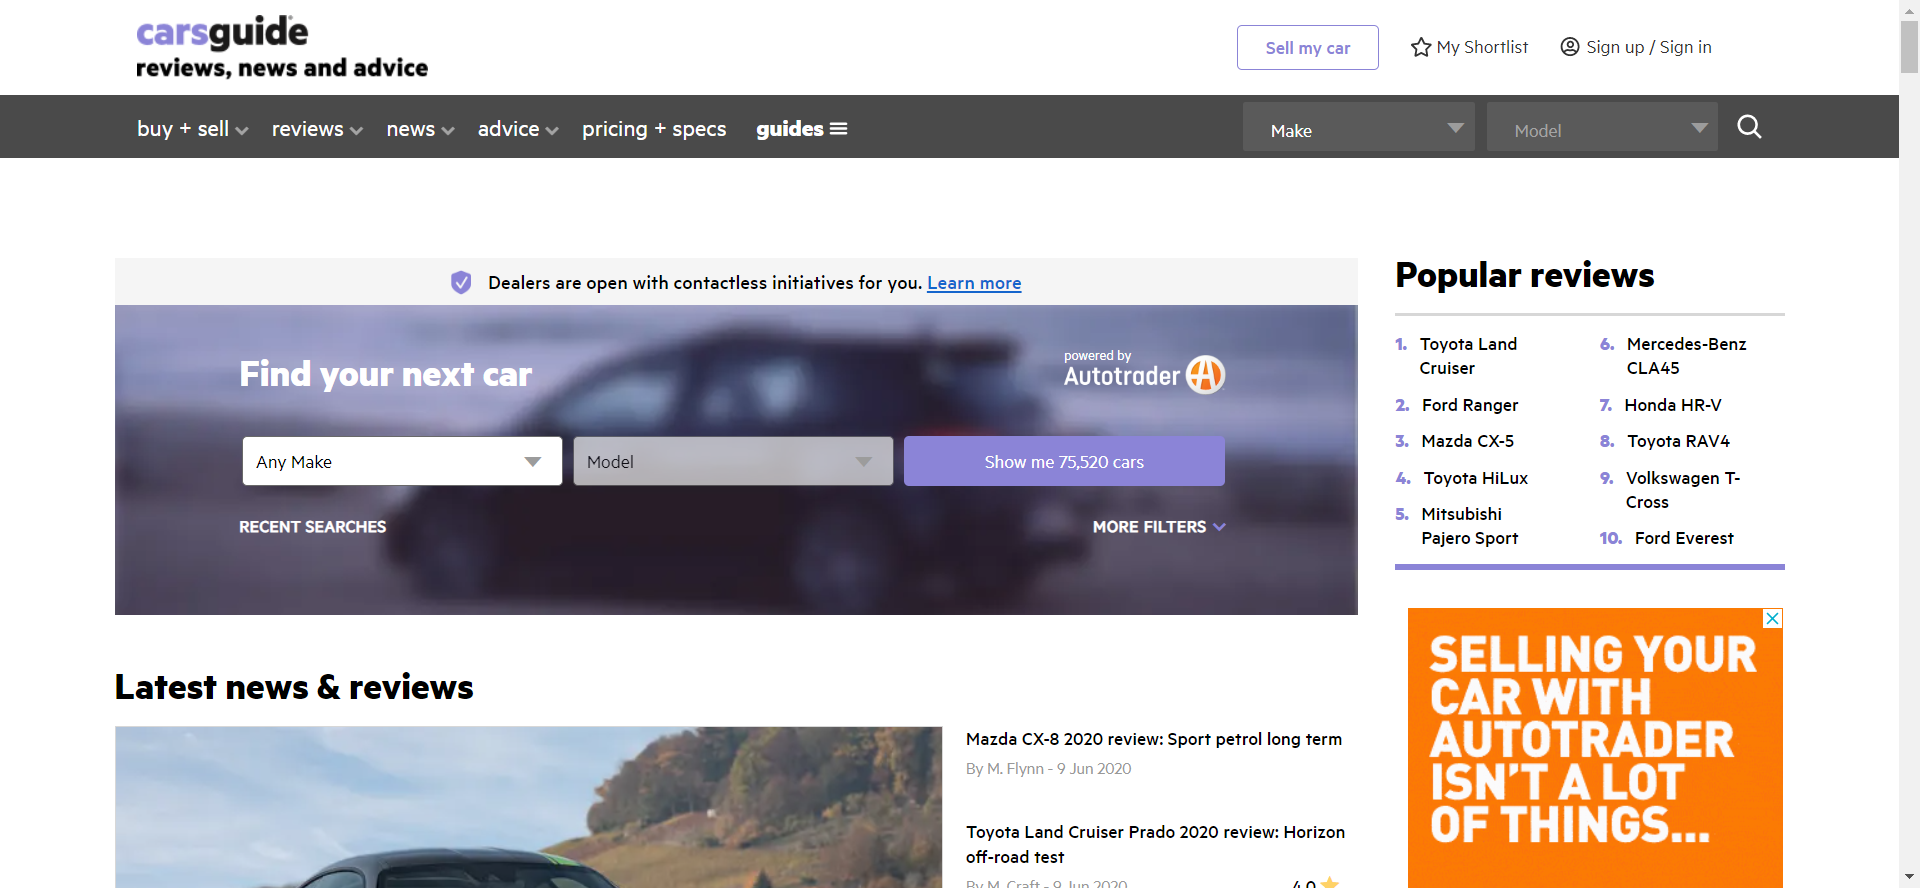 carsguide
reviews, news and advice
Sell my car
My Shortlist
Sign up / Sign in
buy + sell
reviews
news
advice
pricing + specs
guides
Make
Model
Dealers are open with contactless initiatives for you. Learn more
Find your next car
powered by
Autotrader
Any Make
Model
Show me 75,520 cars
RECENT SEARCHES
MORE FILTERS
Popular reviews
1. Toyota Land
Cruiser
2. Ford Ranger
3. Mazda CX-5
4. Toyota HiLux
5. Mitsubishi
Pajero Sport
6. Mercedes-Benz
CLA45
7. Honda HR-V
8. Toyota RAV4
9. Volkswagen T-
Cross
10. Ford Everest
SELLING YOUR
CAR WITH
AUTOTRADER
ISN'T A LOT
OF THINGS...
Latest news & reviews
Mazda CX-8 2020 review: Sport petrol long term
By M. Flynn - 9 Jun 2020
Toyota Land Cruiser Prado 2020 review: Horizon
off-road test
By M. Craft - 9 Jun 2020
4.0